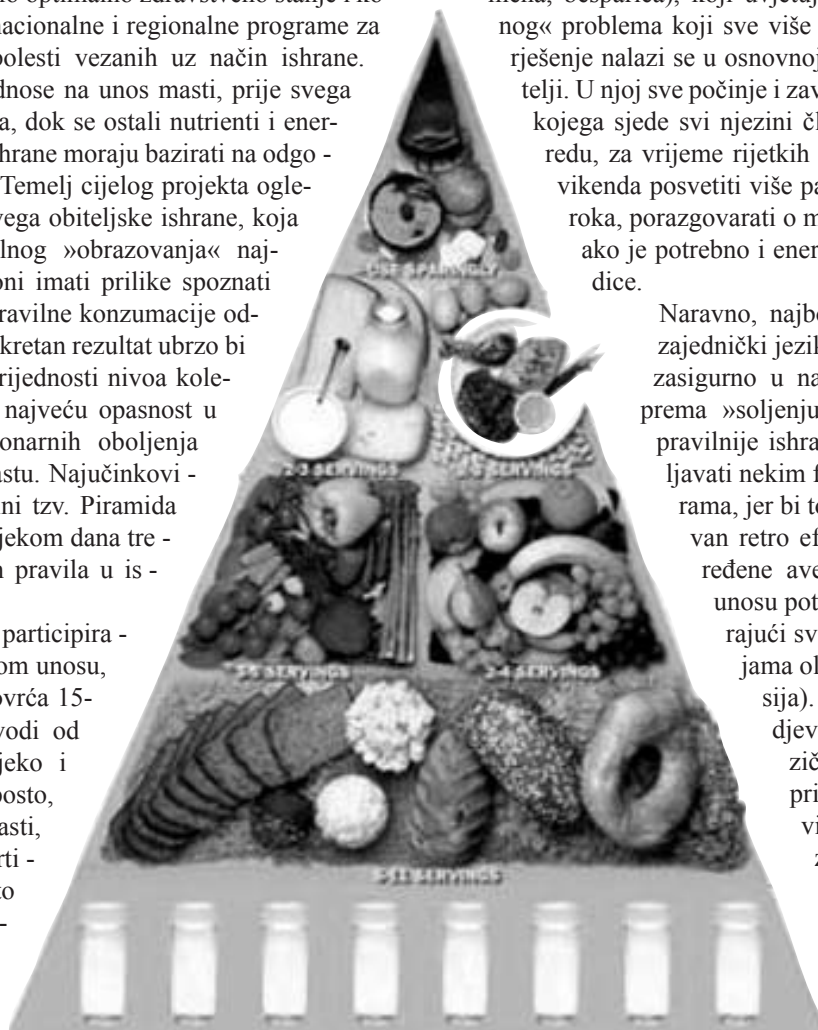 optimalno zdravstveno stanje i ko
nacionalne i regionalne programe za
bolesti vezanih uz način ishrane.
dnose na unos masti, prije svega
a, dok se ostali nutrienti i ener-
hrane moraju bazirati na odgo -
Temelj cijelog projekta ogle-
vega obiteljske ishrane, koja
lnog »obrazovanja« naj-
oni imati prilike spoznati
ravilne konzumacije od-
kretan rezultat ubrzo bi
rijednosti nivoa kole-
najveću opasnost u
onarnih oboljenja
astu. Najučinkovi -
ni tzv. Piramida
jekom dana tre -
pravila u is -
participira -
om unosu,
ovrća 15-
vodi od
jeko i
posto,
asti,
rti -
to
-
USE SPARINGLY
2-3 SERVINGS
2-3 SERVINGS
3-5 SERVINGS
2-4 SERVINGS
6-11 SERVINGS
besparica), koji uvjetaj
nog« problema koji sve više
rješenje nalazi se u osnovnoj
telji. U njoj sve počinje i zav
kojega sjede svi njezini čl
redu, za vrijeme rijetkih
vikenda posvetiti više pa
roka, porazgovarati o m
ako je potrebno i ener
dice.
Naravno, najbo
zajednički jezik
zasigurno u na
prema »soljenju
pravilnije ishra
ljavati nekim f
rama, jer bi to
van retro ef
ređene ave
unosu pot
rajući sv
jama ol
sija).
djev
zič
pri
vi
z